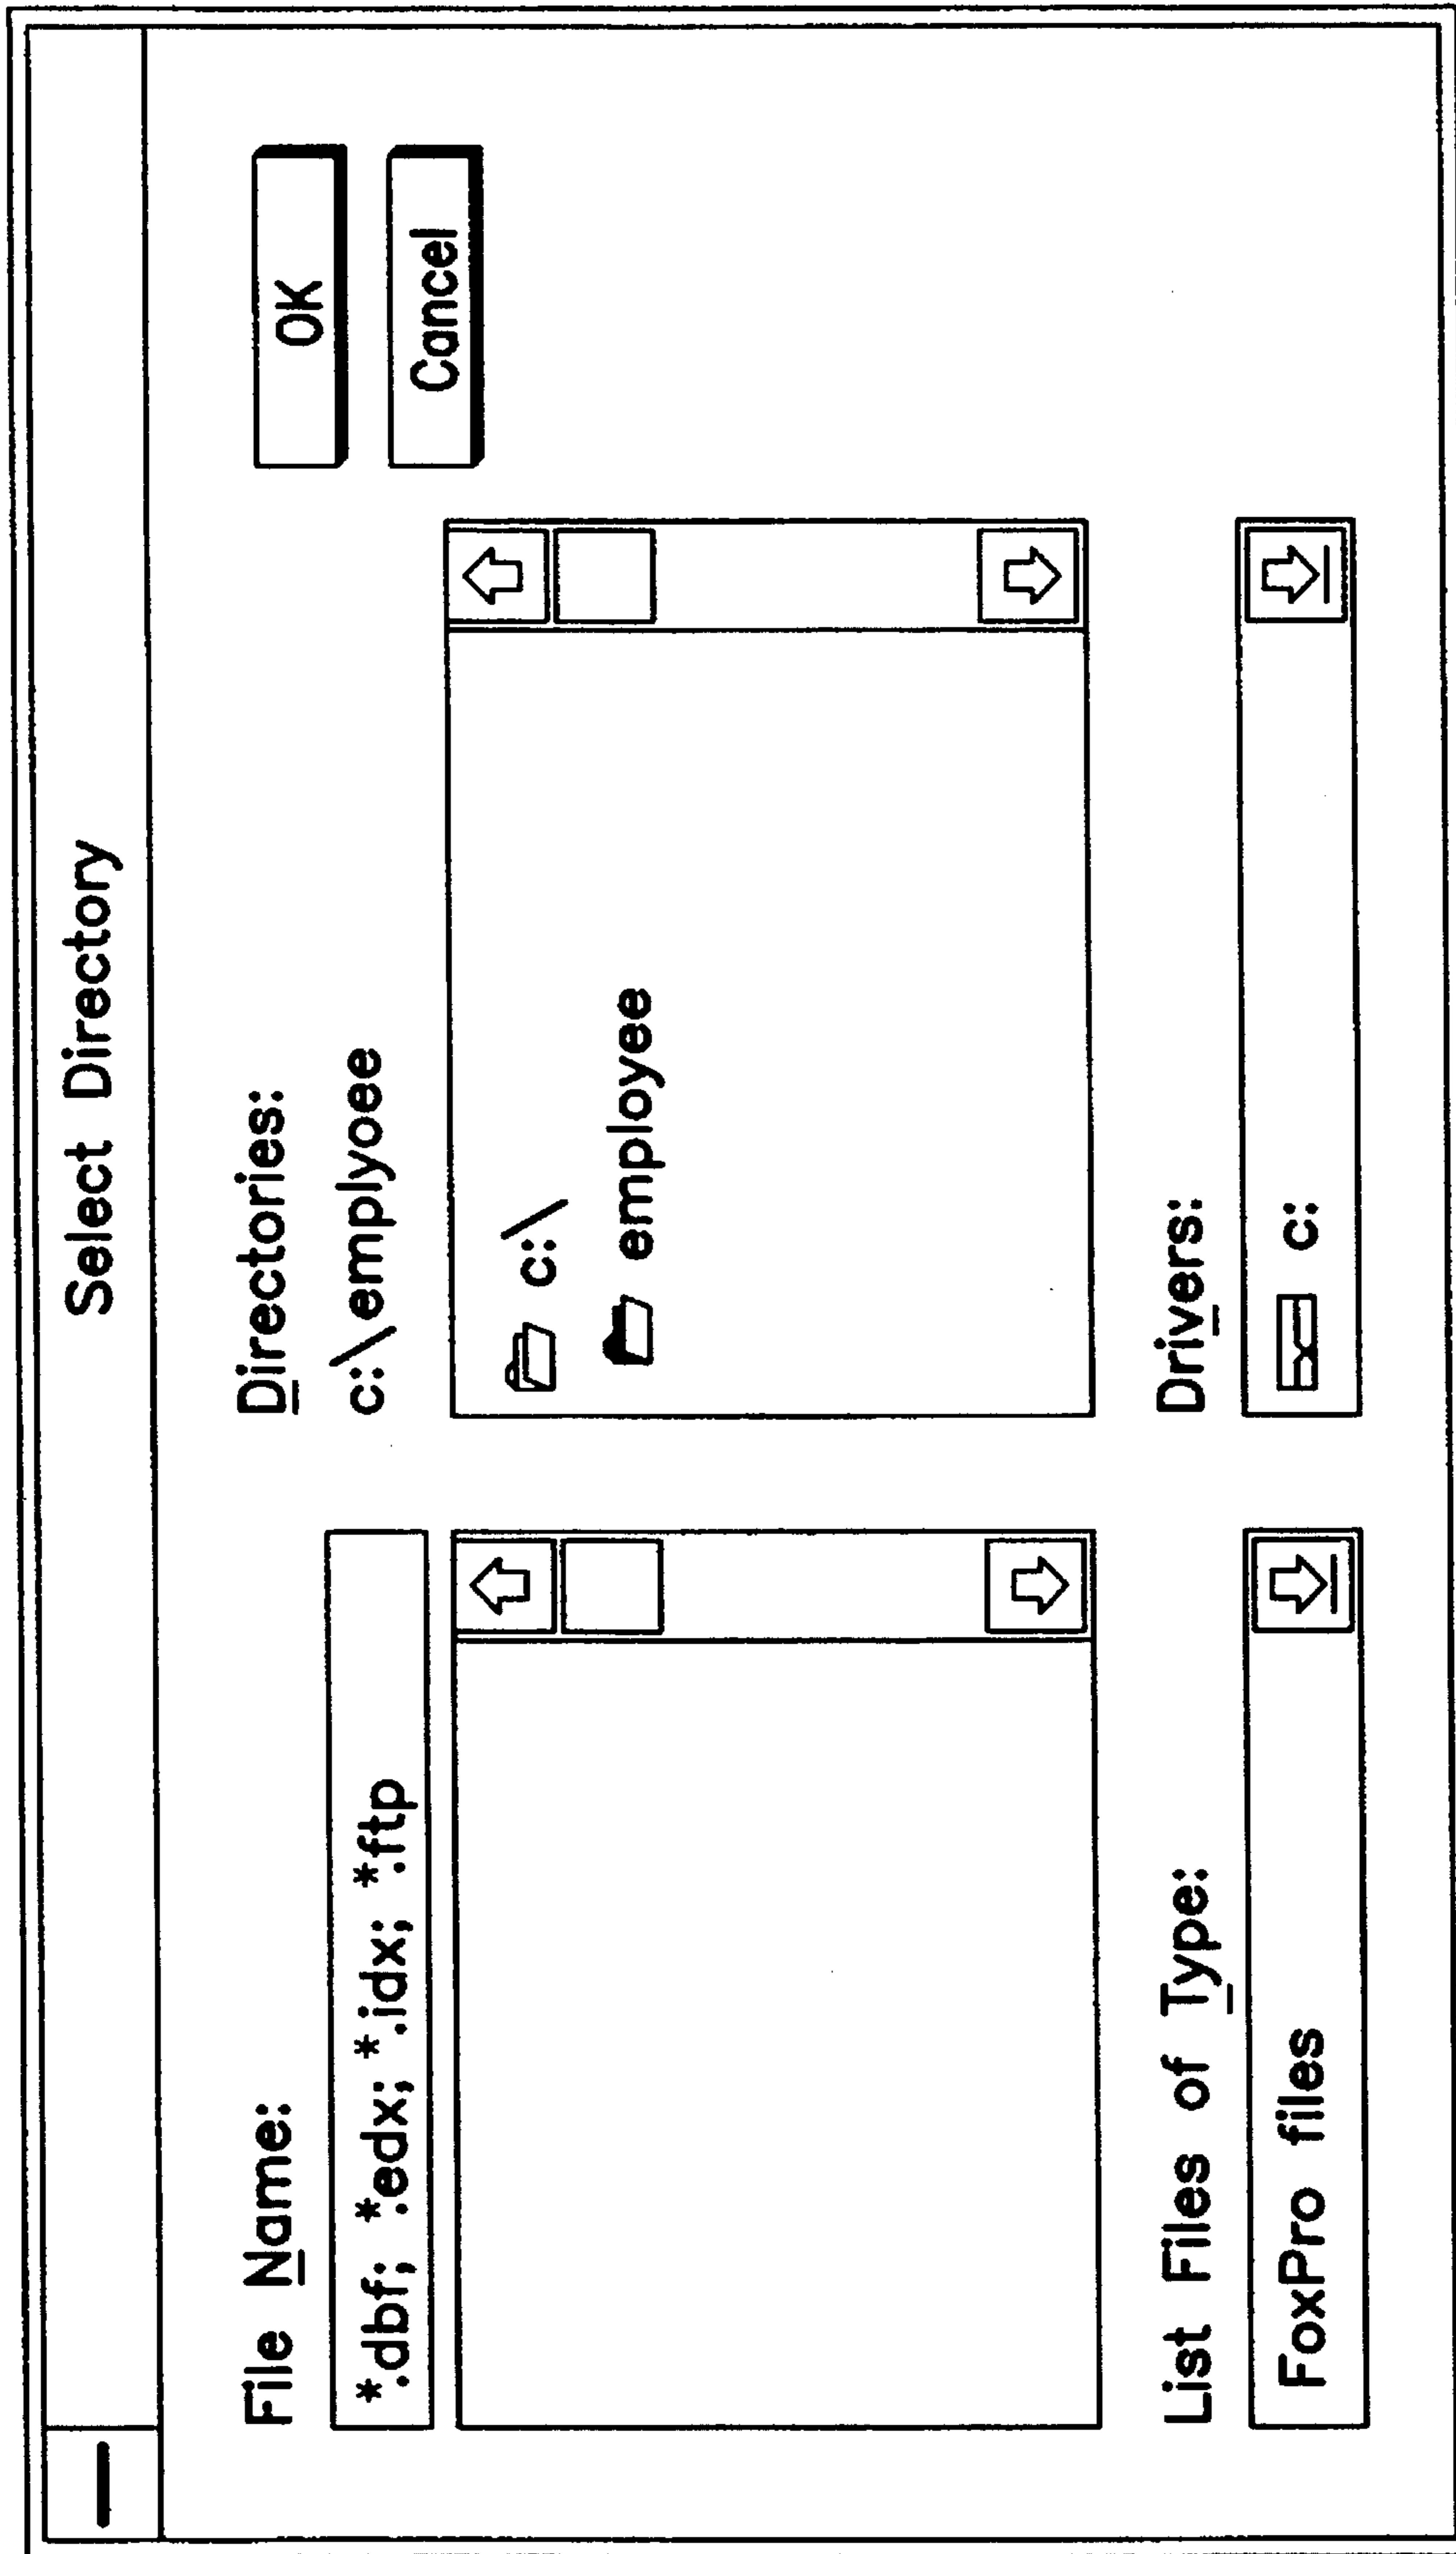 Select Directory
File Name:
*.dbf; *.edx; *.idx; *.ftp
List Files of Type:
FoxPro files
Directories:
c:\emplyoee
c:\
employee
Drivers:
c:
OK
Cancel